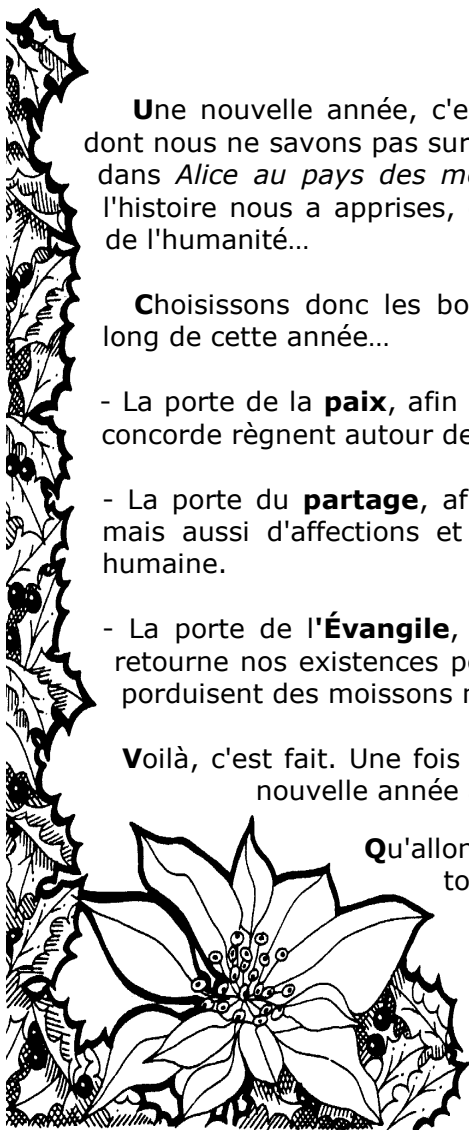 Une nouvelle année, c'e
dont nous ne savons pas sur
dans Alice au pays des m
l'histoire nous a apprises,
de l'humanité…
Choisissons donc les bo
long de cette année…
- La porte de la paix, afin
concorde règnent autour de
- La porte du partage, af
mais aussi d'affections et
humaine.
- La porte de l'Évangile,
retourne nos existences p
porduisent des moissons
Voilà, c'est fait. Une fois
nouvelle année
Qu'allon
to